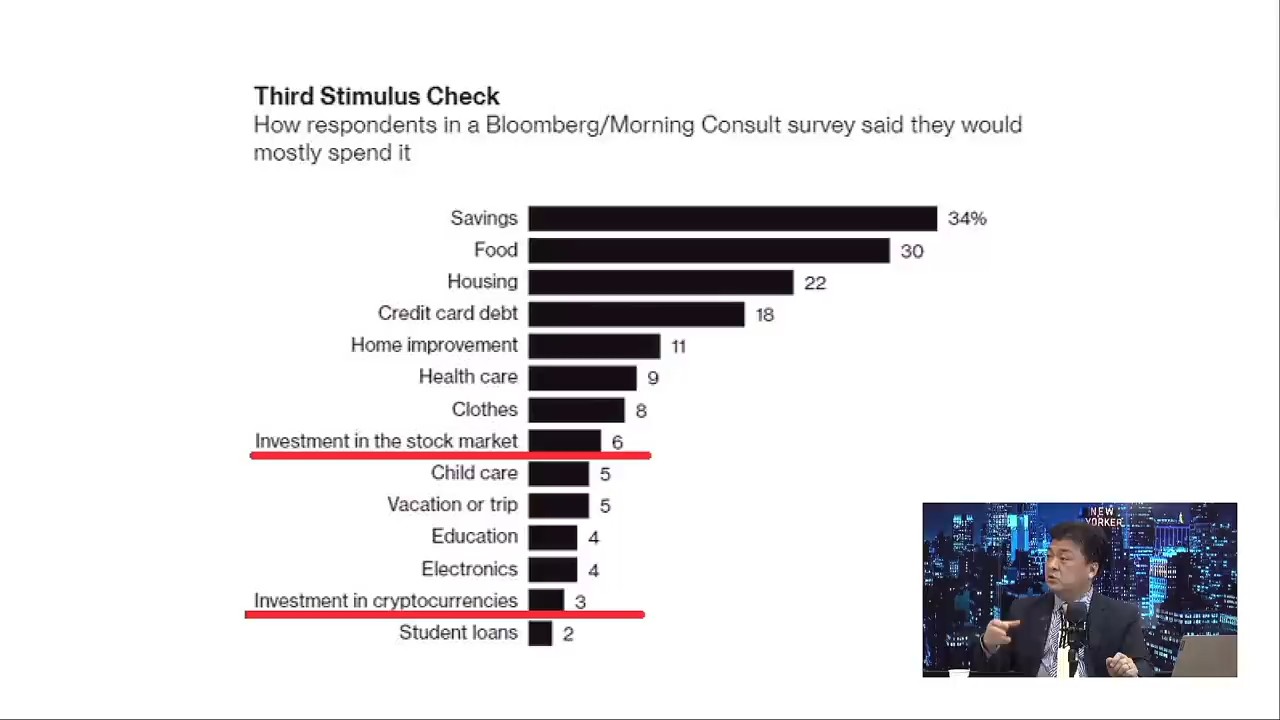 Third Stimulus Check
How respondents in a Bloomberg/Morning Consult survey said they would
mostly spend it
Savings 34%
Food 30
Housing 22
Credit card debt 18
Home improvement 11
Health care 9
Clothes 8
Investment in the stock market 6
Child care 5
Vacation or trip 5
Education 4
Electronics 4
Investment in cryptocurrencies 3
Student loans 2
NEW
YORKER